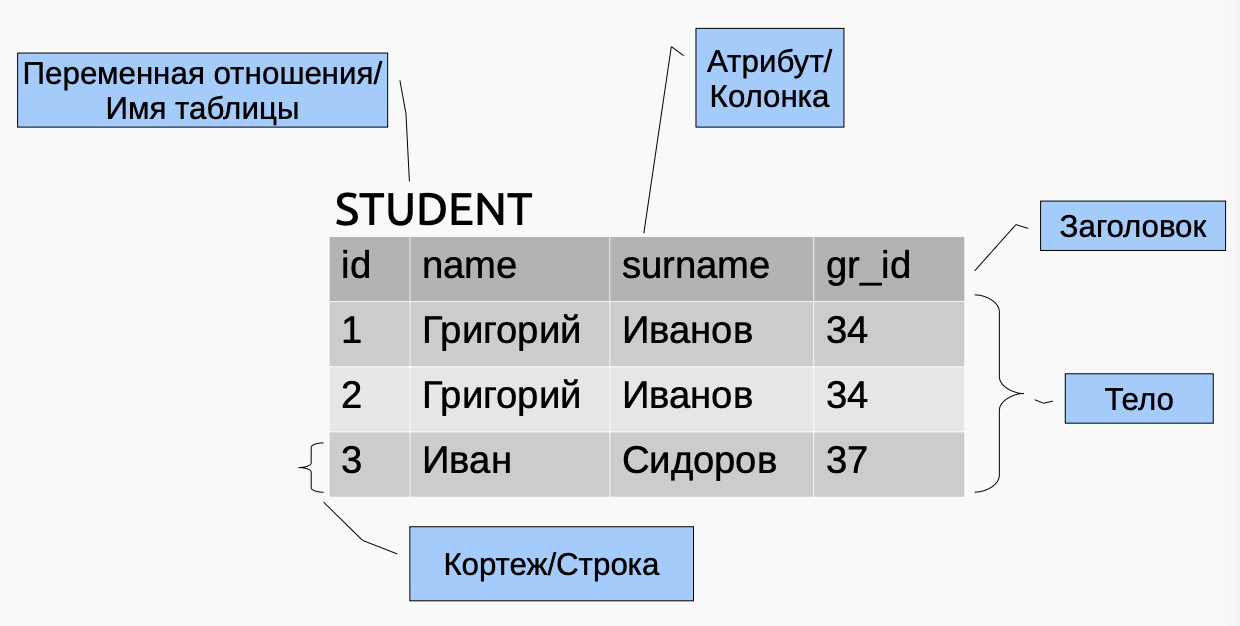 Переменная отношения/
Имя таблицы
Атрибут/
Колонка
STUDENT
Заголовок
id name surname gr_id
1 Григорий Иванов 34
2 Григорий Иванов 34
3 Иван Сидоров 37
Тело
Кортеж/Строка